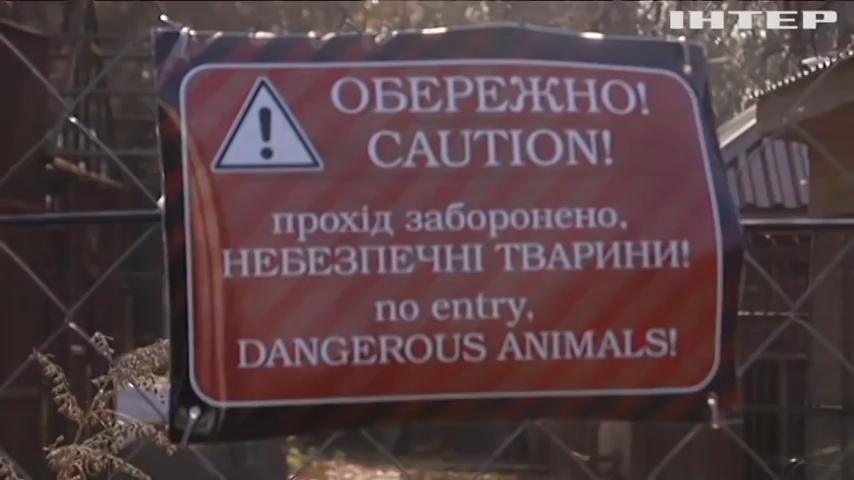 ІНТЕР
ОБЕРЕЖНО!
CAUTION!
прохід заборонено,
НЕБЕЗПЕЧНІ ТВАРИНИ!
no entry,
DANGEROUS ANIMALS!